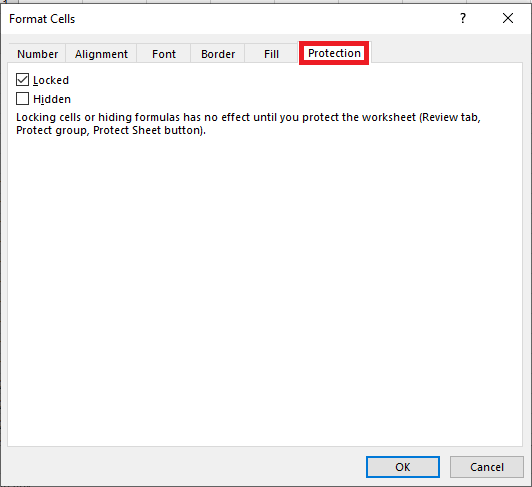 Format Cells
?
Number Alignment Font Border Fill Protection
Locked
Hidden
Locking cells or hiding formulas has no effect until you protect the worksheet (Review tab,
Protect group, Protect Sheet button).
OK Cancel